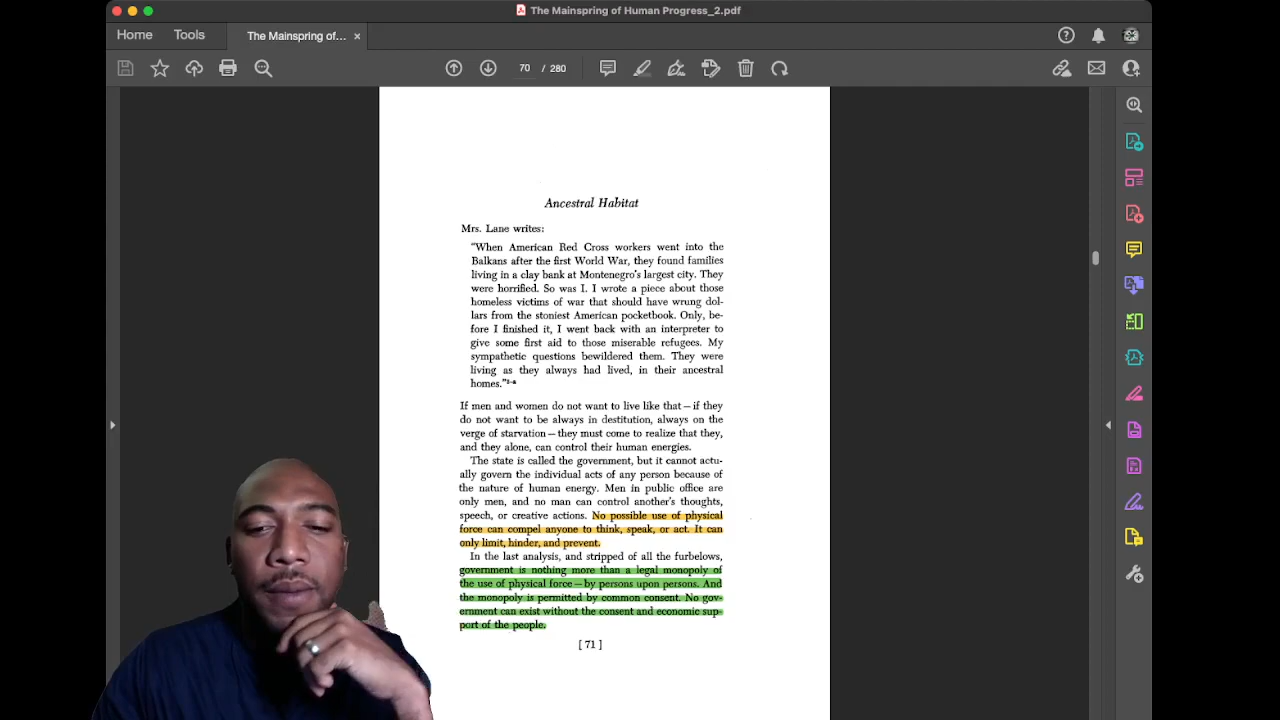 The Mainspring of Human Progress_2.pdf
Home Tools The Mainspring of... ×
70 / 280
Ancestral Habitat
Mrs. Lane writes:
"When American Red Cross workers went into the
Balkans after the first World War, they found families
living in a clay bank at Montenegro's largest city. They
were horrified. So was I. I wrote a piece about those
homeless victims of war that should have wrung dol-
lars from the stoniest American pocketbook. Only, be-
fore I finished it, I went back with an interpreter to
give some first aid to those miserable refugees. My
sympathetic questions bewildered them. They were
living as they always had lived, in their ancestral
homes."
If men and women do not want to live like that—if they
do not want to be always in destitution, always on the
verge of starvation—they must come to realize that they,
and they alone, can control their human energies.
The state is called the government, but it cannot actu-
ally govern the individual acts of any person because of
the nature of human energy. Men in public office are
only men, and no man can control another's thoughts,
speech, or creative actions. No possible use of physical
force can compel anyone to think, speak, or act. It can
only limit, hinder, and prevent.
In the last analysis, and stripped of all the furbelows,
government is nothing more than a legal monopoly of
the use of physical force—by persons upon persons. And
the monopoly is permitted by common consent. No gov-
ernment can exist without the consent and economic sup-
port of the people.
[ 71 ]